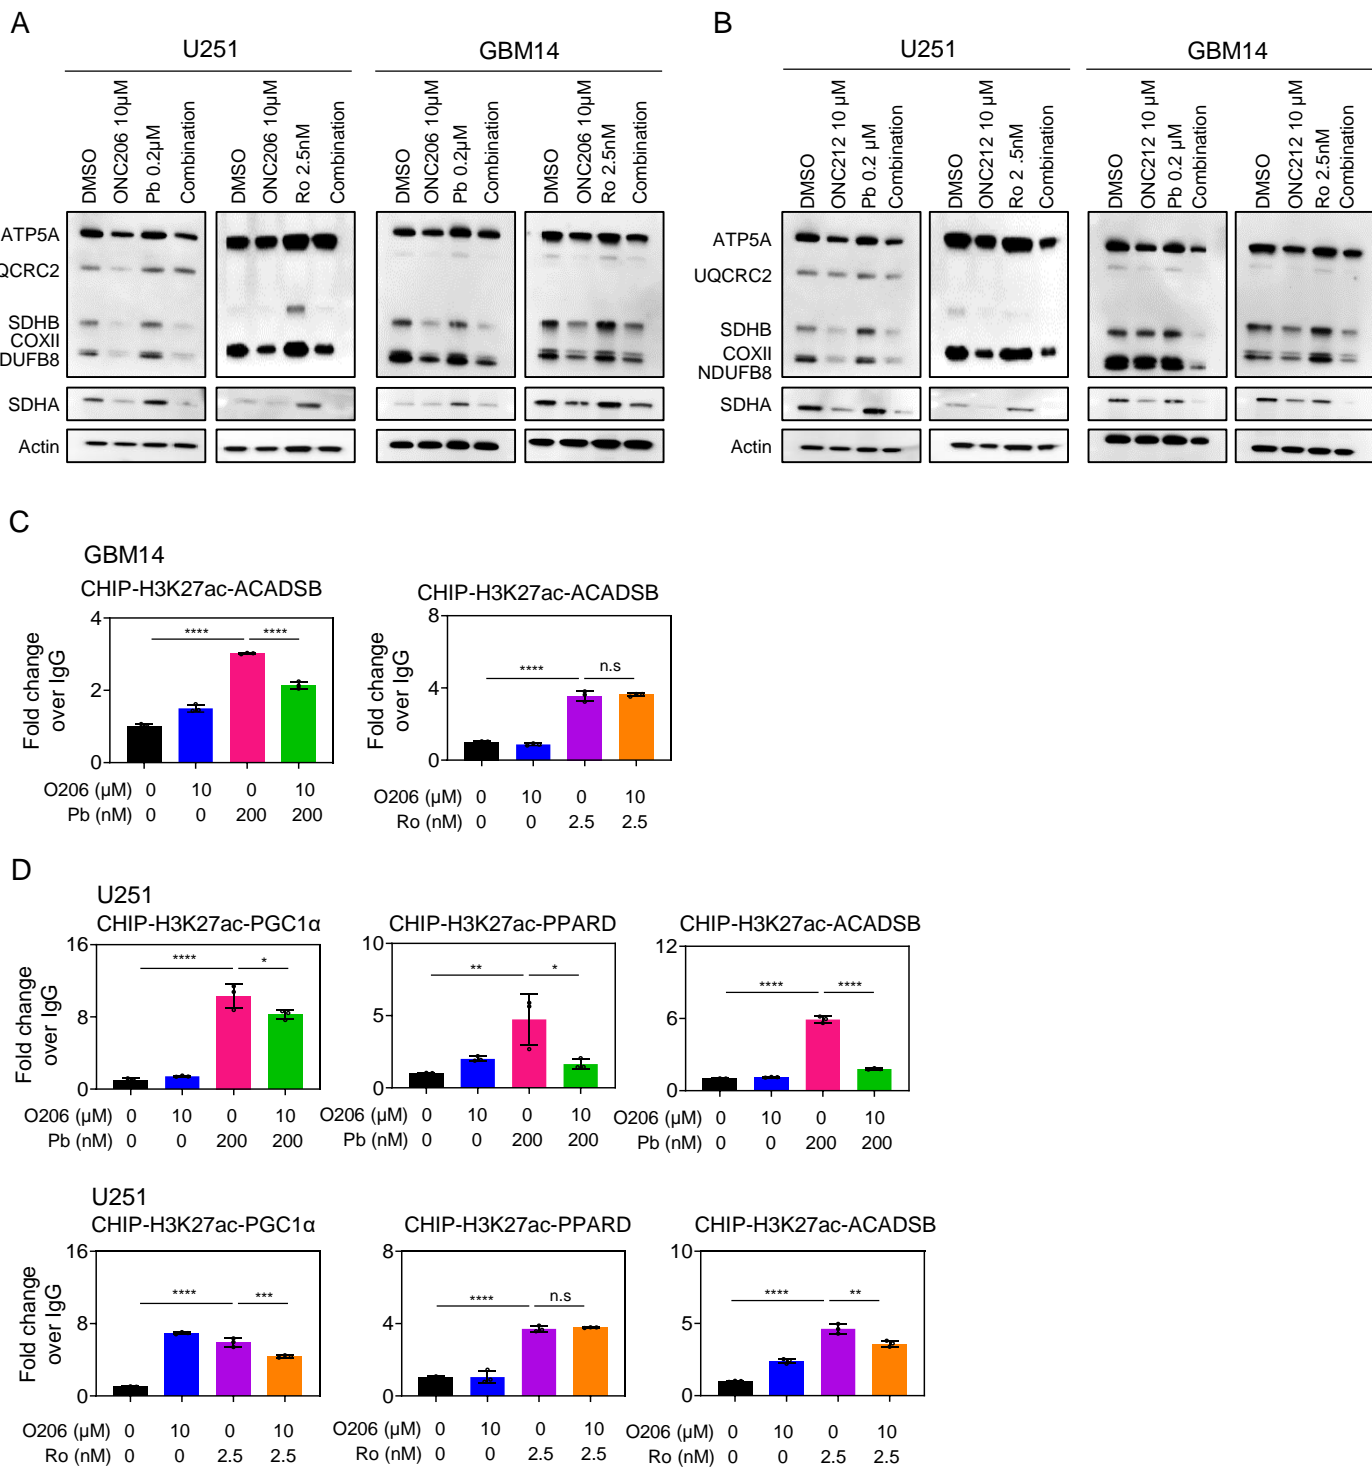 A
U251
GBM14
DMSO
ONC206 10µM
Pb 0.2µM
Combination
DMSO
ONC206 10µM
Ro 2.5nM
Combination
DMSO
ONC206 10µM
Pb 0.2µM
Combination
DMSO
ONC206 10µM
Ro 2.5nM
Combination
ATP5A
QCRC2
SDHB
COXII
DUFB8
SDHA
Actin
B
U251
GBM14
DMSO
ONC212 10 µM
Pb 0.2 µM
Combination
DMSO
ONC212 10 µM
Ro 2 .5nM
Combination
DMSO
ONC212 10 µM
Pb 0.2 µM
Combination
DMSO
ONC212 10 µM
Ro 2.5nM
Combination
ATP5A
UQCRC2
SDHB
COXII
NDUFB8
SDHA
Actin
C
GBM14
CHIP-H3K27ac-ACADSB
Fold change
over IgG
4
2
0
**** ****
O206 (µM) 0 10 0 10
Pb (nM) 0 0 200 200
CHIP-H3K27ac-ACADSB
Fold change
over IgG
8
4
0
**** n.s
O206 (µM) 0 10 0 10
Ro (nM) 0 0 2.5 2.5
D
U251
CHIP-H3K27ac-PGC1α
Fold change
over IgG
16
8
0
**** *
O206 (µM) 0 10 0 10
Pb (nM) 0 0 200 200
CHIP-H3K27ac-PPARD
10
5
0
** *
O206 (µM) 0 10 0 10
Pb (nM) 0 0 200 200
CHIP-H3K27ac-ACADSB
12
6
0
**** ****
O206 (µM) 0 10 0 10
Pb (nM) 0 0 200 200
U251
CHIP-H3K27ac-PGC1α
Fold change
over IgG
16
8
0
**** ***
O206 (µM) 0 10 0 10
Ro (nM) 0 0 2.5 2.5
CHIP-H3K27ac-PPARD
8
4
0
**** n.s
O206 (µM) 0 10 0 10
Ro (nM) 0 0 2.5 2.5
CHIP-H3K27ac-ACADSB
10
5
0
**** **
O206 (µM) 0 10 0 10
Ro (nM) 0 0 2.5 2.5